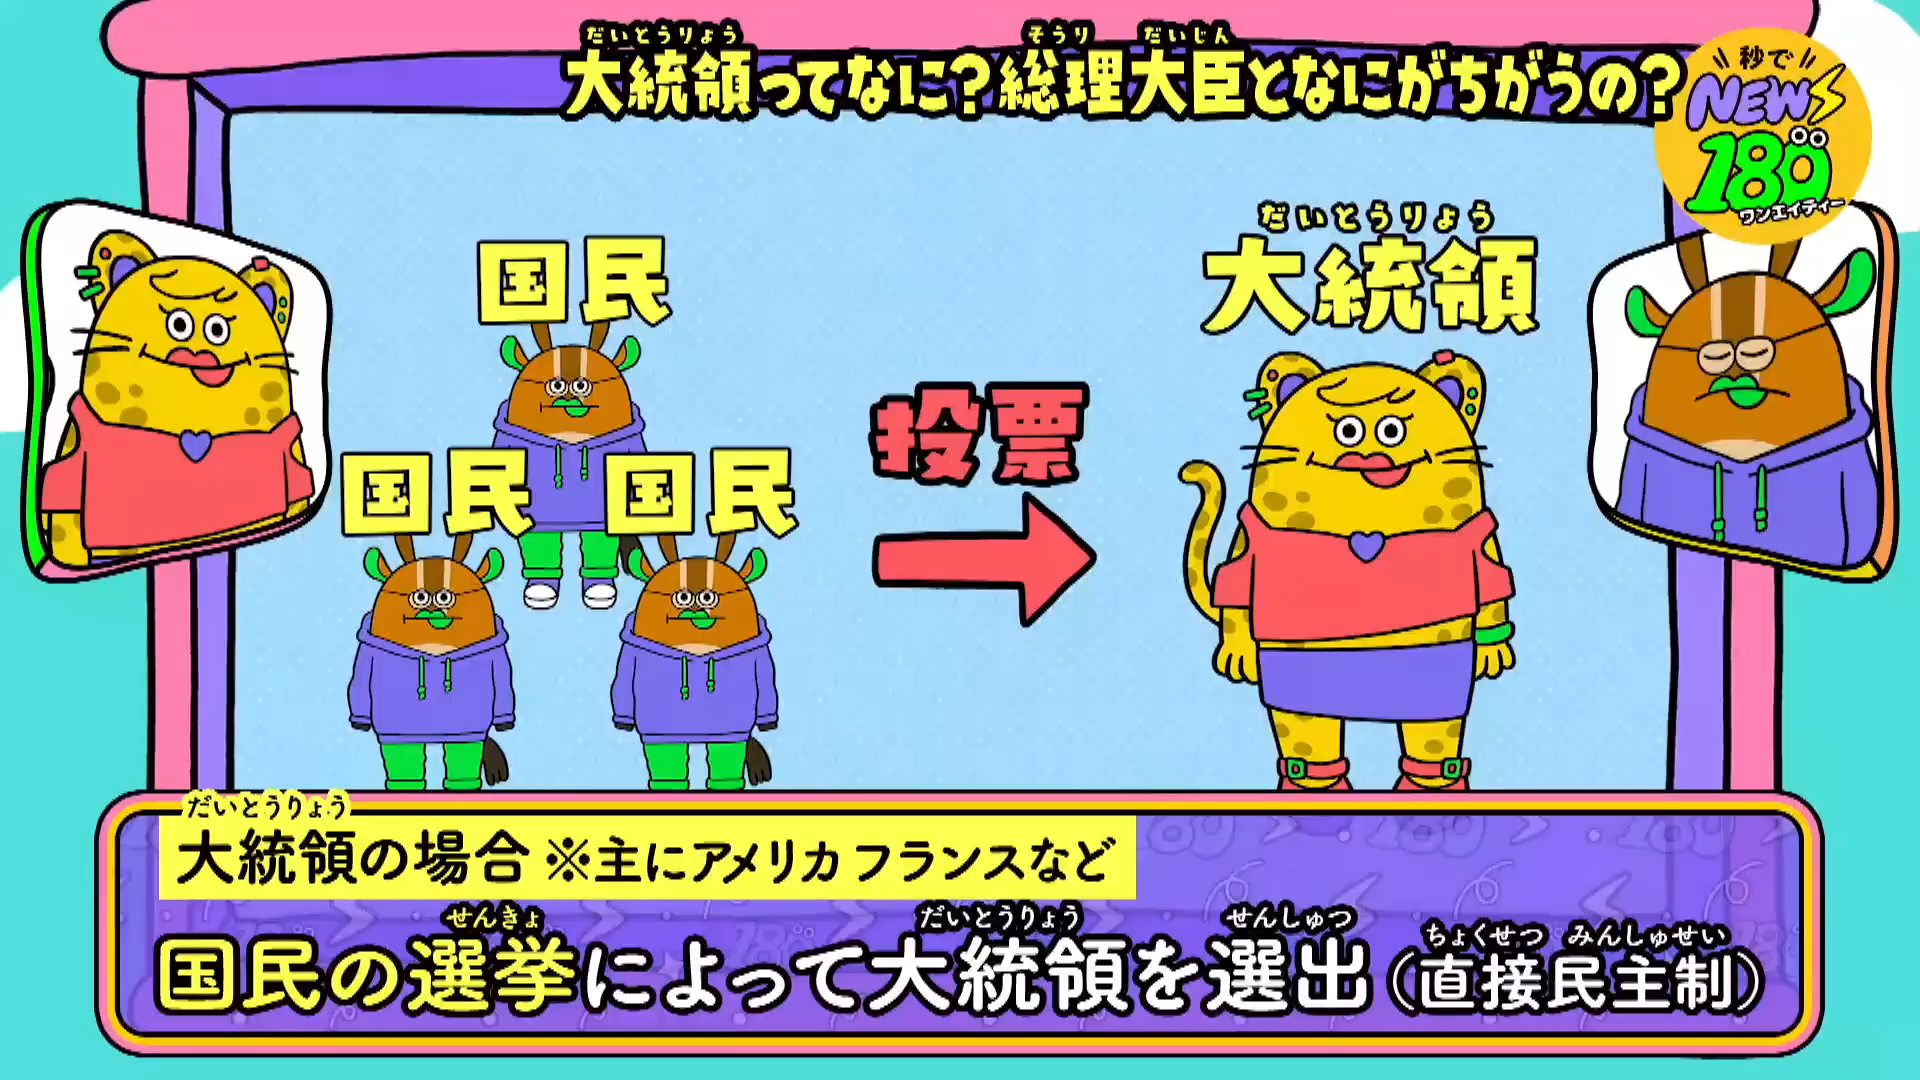 だいとうりょう そうり だいじん
大統領ってなに?総理大臣となにがちがうの?
秒で
NEWS
180
ワンエイティー
だいとうりょう
大統領
国民
投票
国民 国民
だいとうりょう
大統領の場合 ※主にアメリカ フランスなど
せんきょ だいとうりょう せんしゅつ ちょくせつ みんしゅせい
国民の選挙によって大統領を選出（直接民主制）